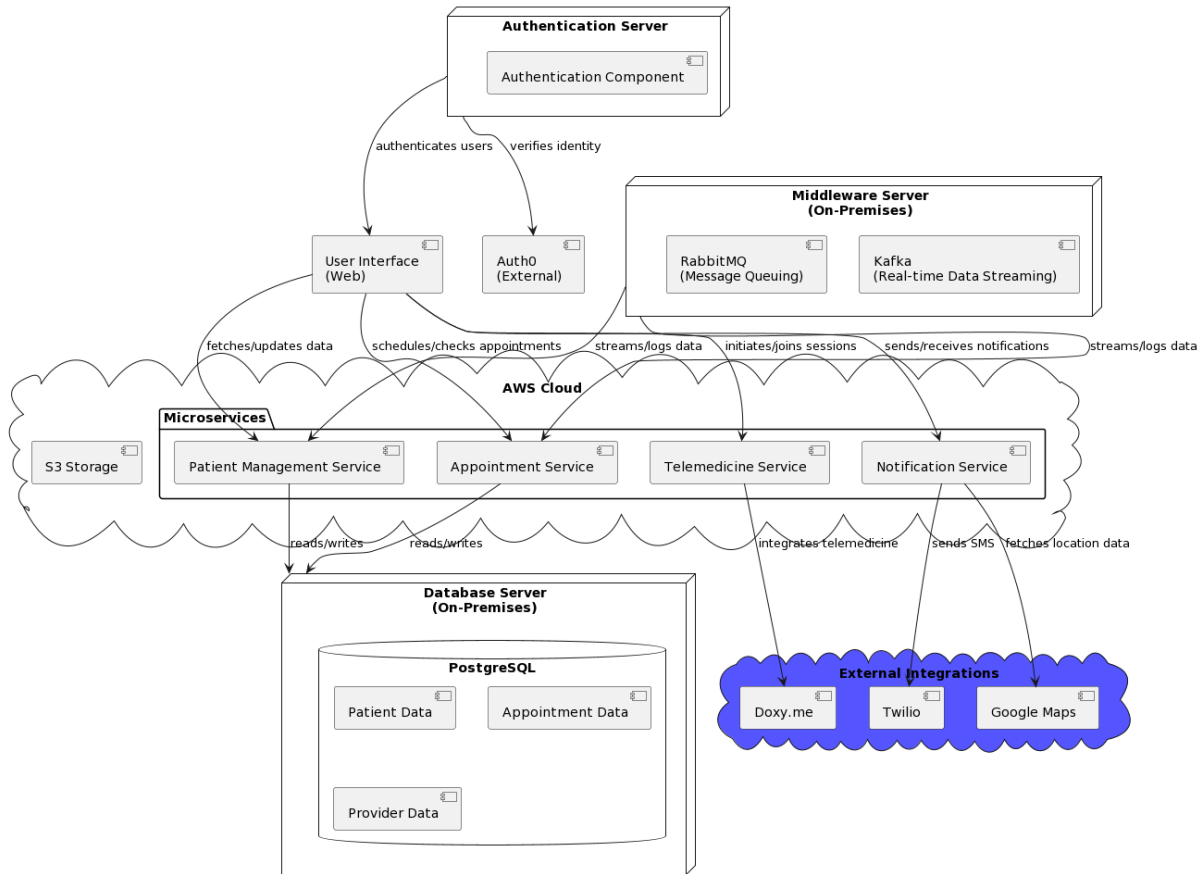 Authentication Server
Authentication Component
authenticates users
verifies identity
Middleware Server
(On-Premises)
User Interface
(Web)
Auth0
(External)
RabbitMQ
(Message Queuing)
Kafka
(Real-time Data Streaming)
fetches/updates data
schedules/checks appointments
streams/logs data
initiates/joins sessions
sends/receives notifications
streams/logs data
AWS Cloud
Microservices
S3 Storage
Patient Management Service
Appointment Service
Telemedicine Service
Notification Service
reads/writes
reads/writes
integrates telemedicine
sends SMS
fetches location data
Database Server
(On-Premises)
PostgreSQL
Patient Data
Appointment Data
Provider Data
External Integrations
Doxy.me
Twilio
Google Maps